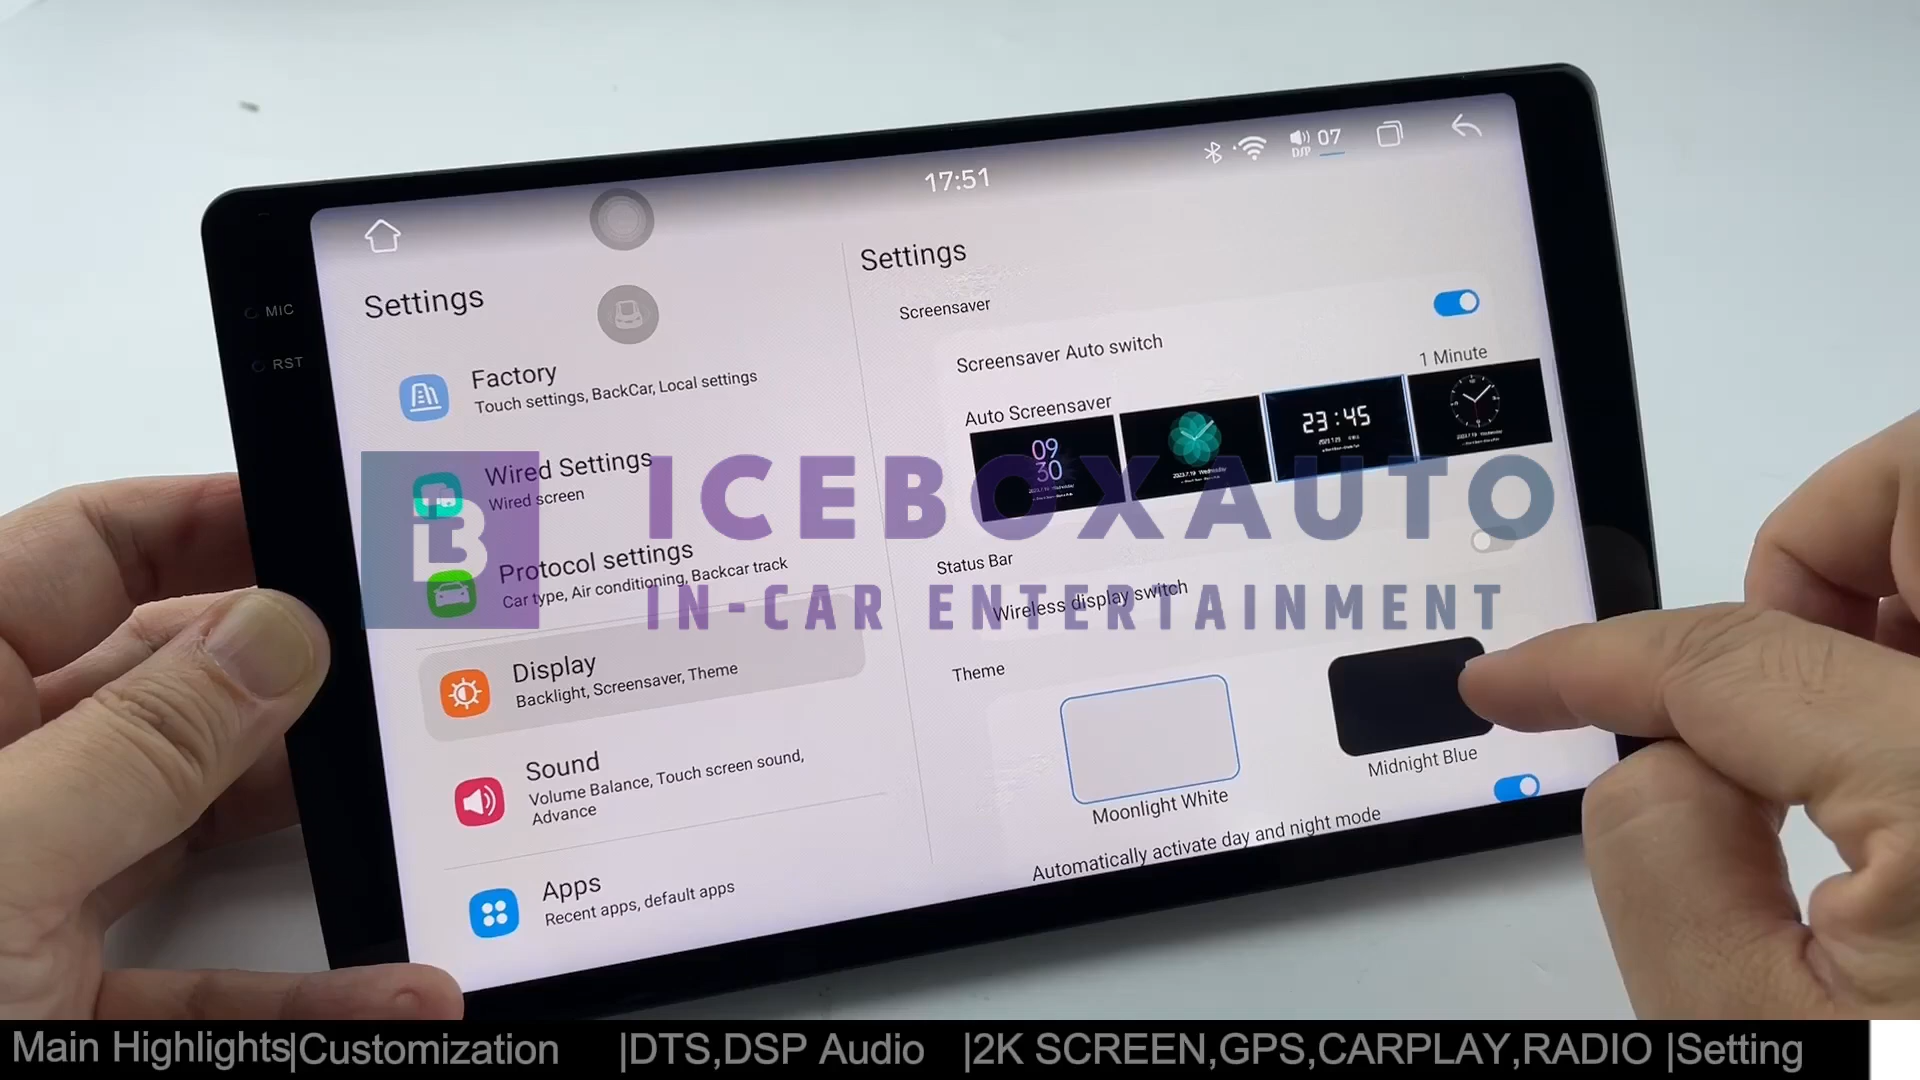 17:51
DSP 07
MIC
RST
Settings
Factory
Touch settings, BackCar, Local settings
Wired Settings
Wired screen
Protocol settings
Car type, Air conditioning, Backcar track
Display
Backlight, Screensaver, Theme
Sound
Volume Balance, Touch screen sound,
Advance
Apps
Recent apps, default apps
Settings
Screensaver
Screensaver Auto switch
1 Minute
Auto Screensaver
09
30
23:45
Status Bar
Wireless display switch
Theme
Moonlight White
Midnight Blue
Automatically activate day and night mode
ICEBOXAUTO
IN-CAR ENTERTAINMENT
Main Highlights|Customization |DTS,DSP Audio |2K SCREEN,GPS,CARPLAY,RADIO |Setting